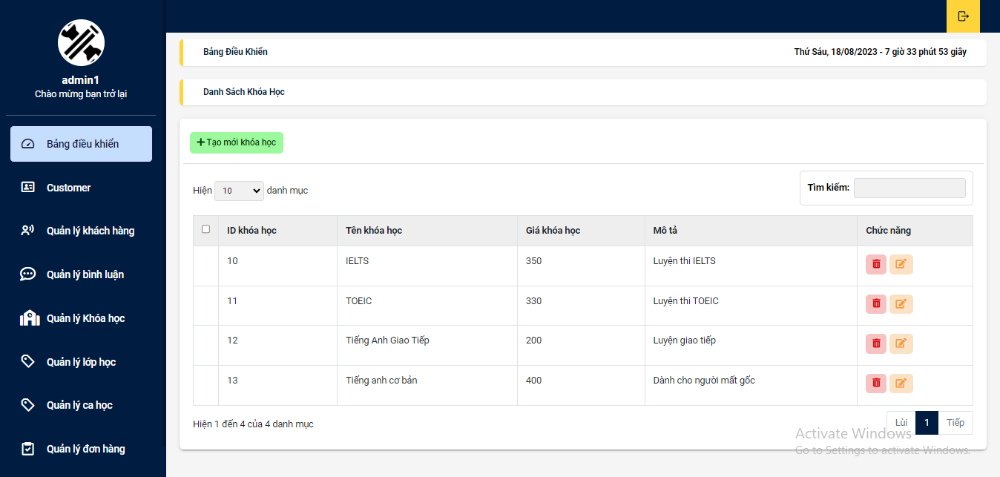 admin1
Chào mừng bạn trở lại
Bảng điều khiển
Customer
Quản lý khách hàng
Quản lý bình luận
Quản lý Khóa học
Quản lý lớp học
Quản lý ca học
Quản lý đơn hàng
Bảng Điều Khiển Thứ Sáu, 18/08/2023 - 7 giờ 33 phút 53 giây
Danh Sách Khóa Học
Tạo mới khóa học
Hiện 10 danh mục Tìm kiếm:
ID khóa học Tên khóa học Giá khóa học Mô tả Chức năng
10 IELTS 350 Luyện thi IELTS
11 TOEIC 330 Luyện thi TOEIC
12 Tiếng Anh Giao Tiếp 200 Luyện giao tiếp
13 Tiếng anh cơ bản 400 Dành cho người mất gốc
Hiện 1 đến 4 của 4 danh mục Lùi 1 Tiếp
Activate Windows
Go to Settings to activate Windows.